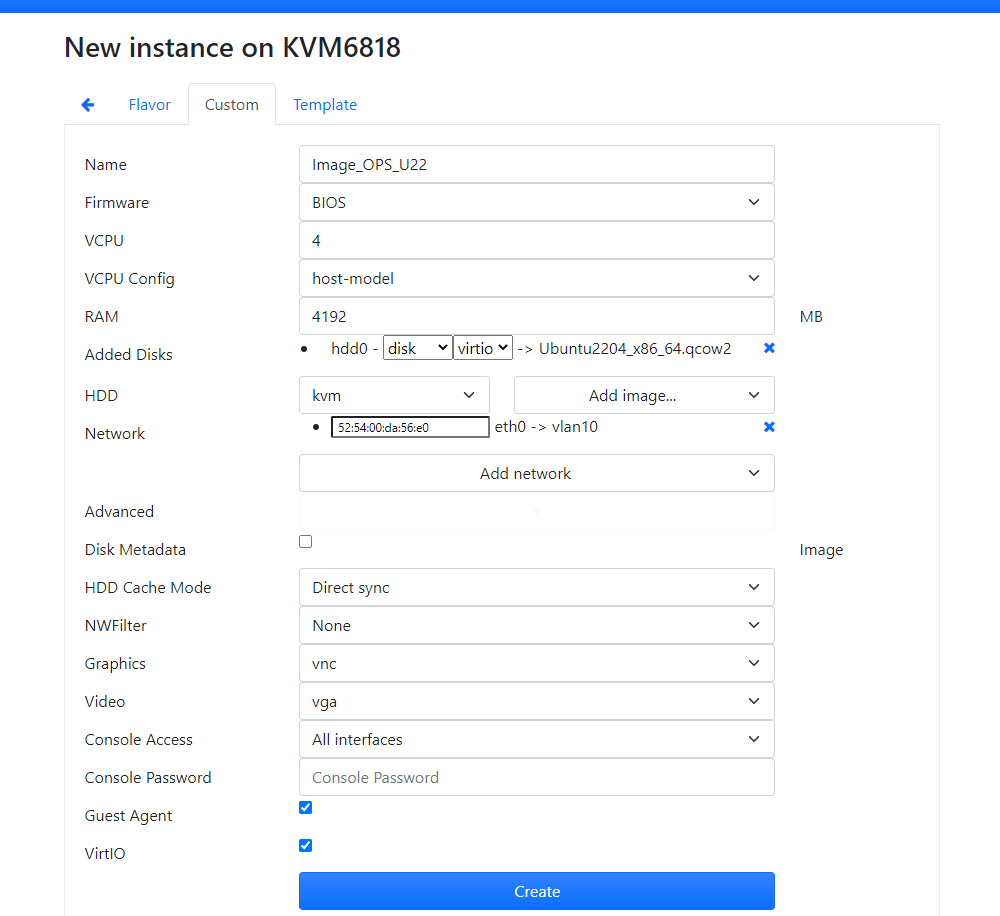 New instance on KVM6818
Flavor Custom Template
Name Image_OPS_U22
Firmware BIOS
VCPU 4
VCPU Config host-model
RAM 4192 MB
Added Disks hdd0 - disk virtio -> Ubuntu2204_x86_64.qcow2
HDD kvm Add image...
Network 52:54:00:da:56:e0 eth0 -> vlan10
Add network
Advanced
Disk Metadata Image
HDD Cache Mode Direct sync
NWFilter None
Graphics vnc
Video vga
Console Access All interfaces
Console Password Console Password
Guest Agent
VirtIO
Create